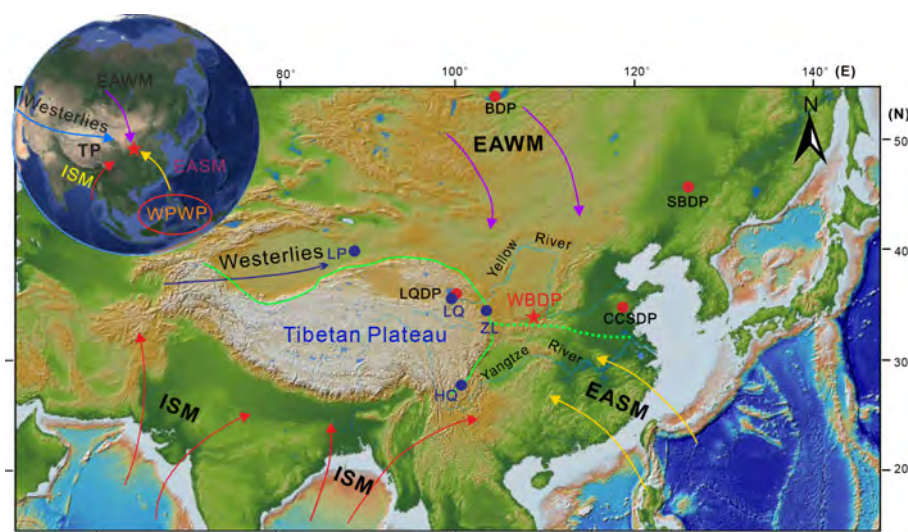 EAWM
Westerlies
TP
ISM
EASM
WPWP
80°
100°
120°
140° (E)
(N)
N
50
40
30
20
BDP
EAWM
SBDP
Westerlies
LP
Yellow
River
LQDP
LQ
WBDP
CCSDP
ZL
Tibetan Plateau
Yangtze
River
HQ
EASM
ISM
ISM